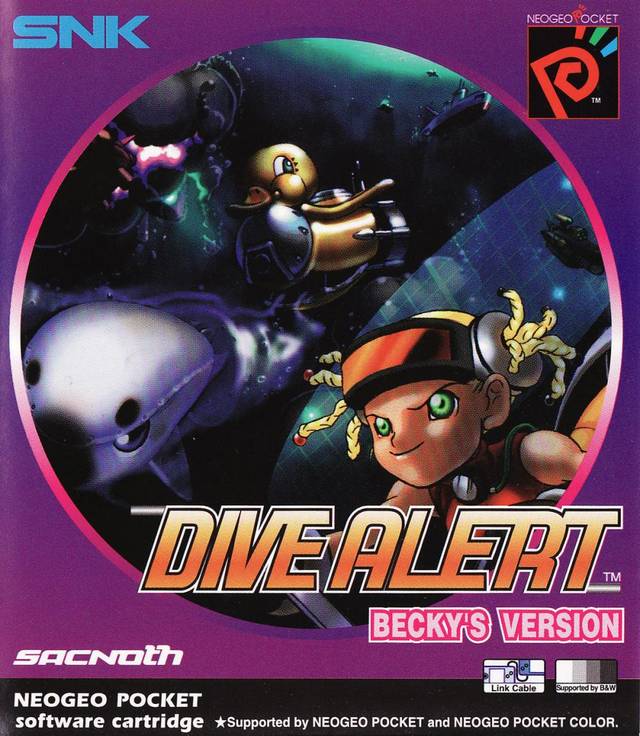 SNK
NEOGEO POCKET
TM
DIVE ALERT
TM
BECKY'S VERSION
SACNOTH
Link Cable
Supported by B&W
NEOGEO POCKET
software cartridge ★Supported by NEOGEO POCKET and NEOGEO POCKET COLOR.